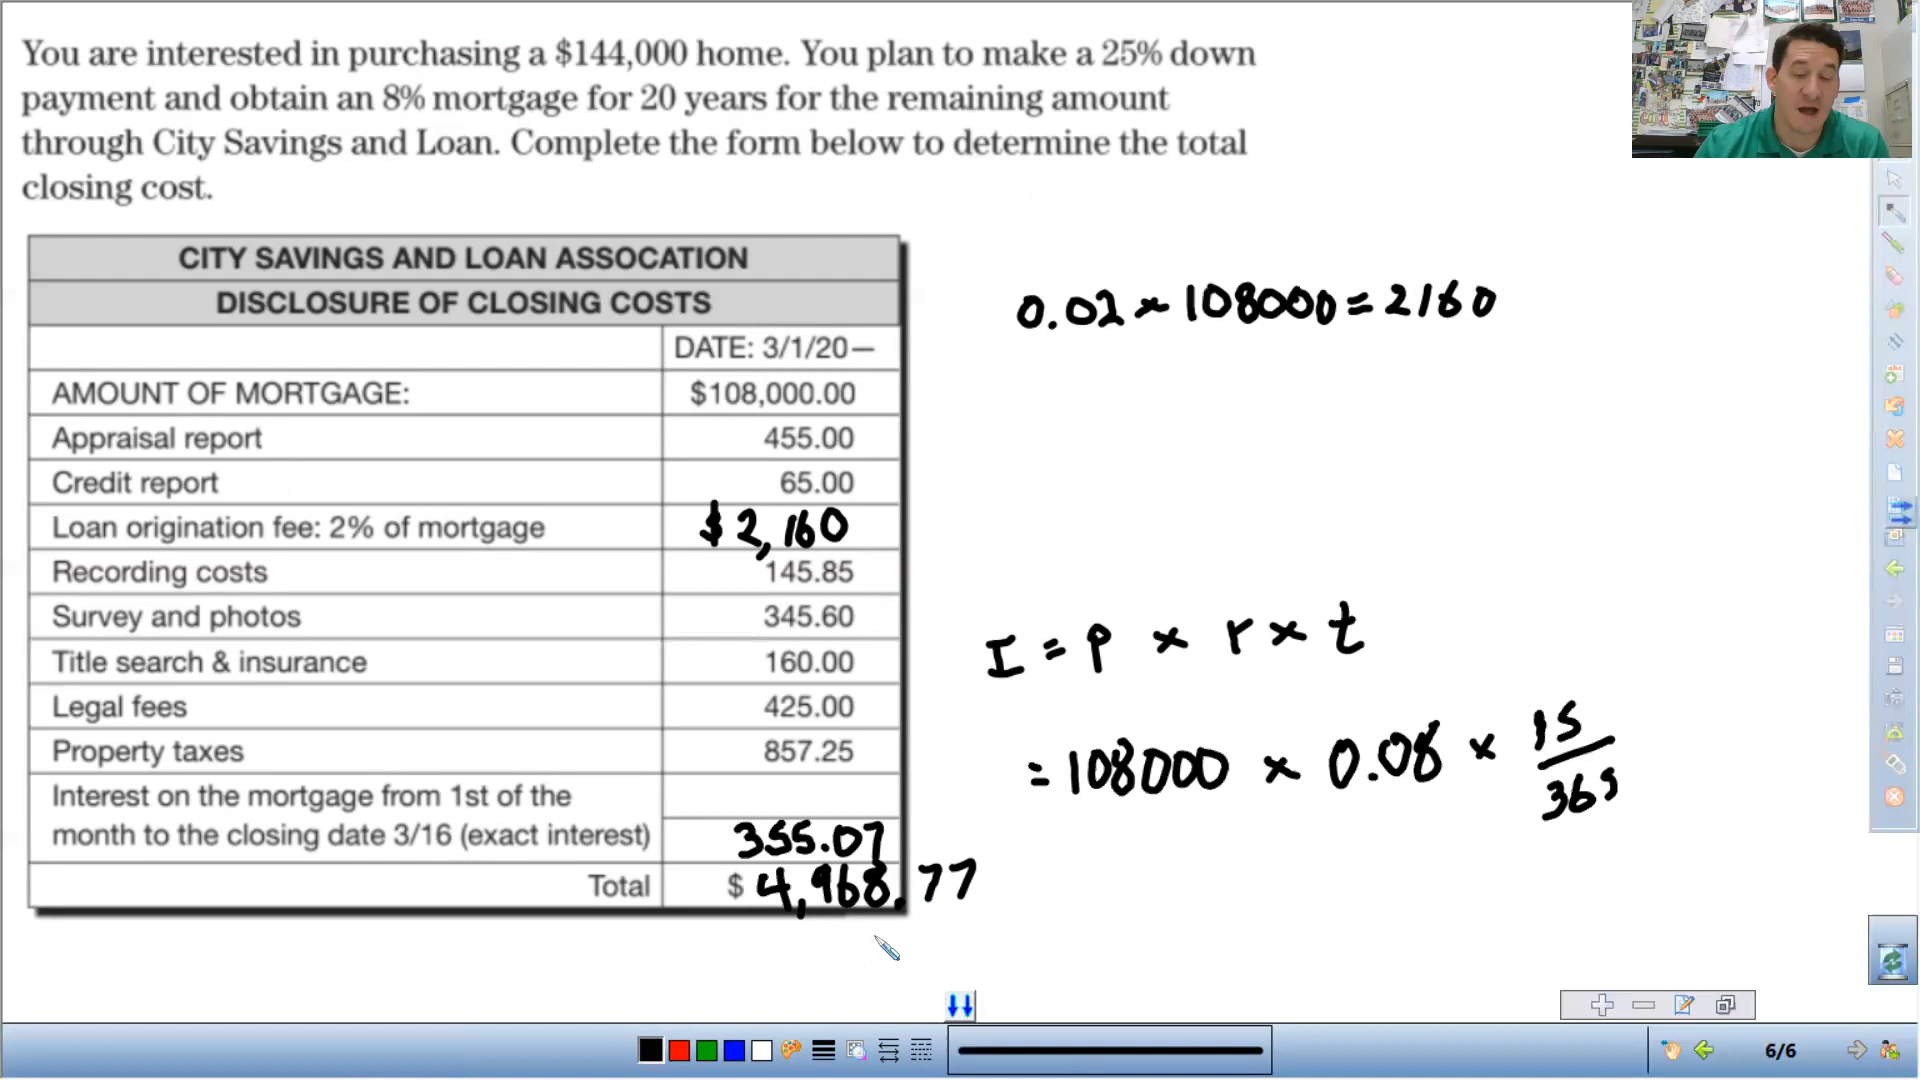 You are interested in purchasing a $144,000 home. You plan to make a 25% down
payment and obtain an 8% mortgage for 20 years for the remaining amount
through City Savings and Loan. Complete the form below to determine the total
closing cost.
CITY SAVINGS AND LOAN ASSOCATION
DISCLOSURE OF CLOSING COSTS
DATE: 3/1/20—
AMOUNT OF MORTGAGE: $108,000.00
Appraisal report 455.00
Credit report 65.00
Loan origination fee: 2% of mortgage $2,160
Recording costs 145.85
Survey and photos 345.60
Title search & insurance 160.00
Legal fees 425.00
Property taxes 857.25
Interest on the mortgage from 1st of the
month to the closing date 3/16 (exact interest) 355.07
Total $ 4,968.77
0.02 × 108000 = 2160
I = p × r × t
= 108000 × 0.08 × 15/365
6/6